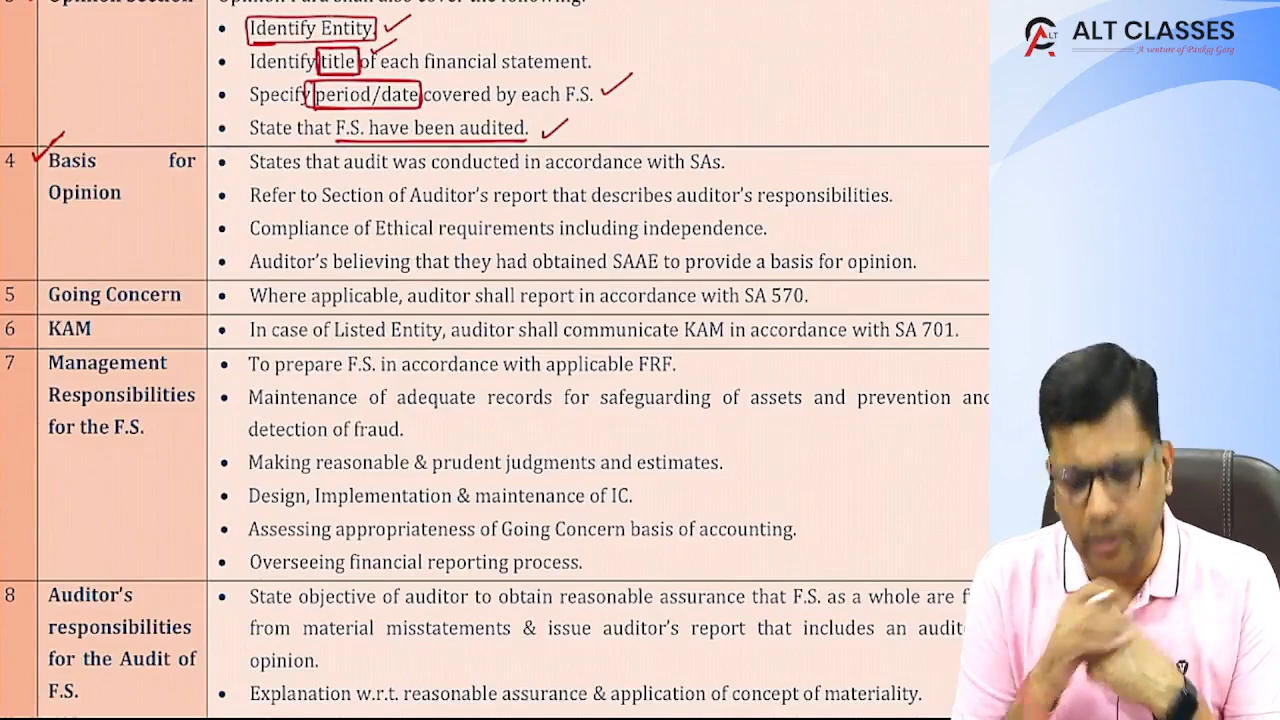 Identify Entity.
Identify title of each financial statement.
Specify period/date covered by each F.S.
State that F.S. have been audited.
4 Basis for Opinion
States that audit was conducted in accordance with SAs.
Refer to Section of Auditor's report that describes auditor's responsibilities.
Compliance of Ethical requirements including independence.
Auditor's believing that they had obtained SAAE to provide a basis for opinion.
5 Going Concern
Where applicable, auditor shall report in accordance with SA 570.
6 KAM
In case of Listed Entity, auditor shall communicate KAM in accordance with SA 701.
7 Management
Responsibilities
for the F.S.
To prepare F.S. in accordance with applicable FRF.
Maintenance of adequate records for safeguarding of assets and prevention and
detection of fraud.
Making reasonable & prudent judgments and estimates.
Design, Implementation & maintenance of IC.
Assessing appropriateness of Going Concern basis of accounting.
Overseeing financial reporting process.
8 Auditor's
responsibilities
for the Audit of
F.S.
State objective of auditor to obtain reasonable assurance that F.S. as a whole are
from material misstatements & issue auditor's report that includes an
opinion.
Explanation w.r.t. reasonable assurance & application of concept of materiality.
ALT
ALT CLASSES
A venture of Pankaj Garg